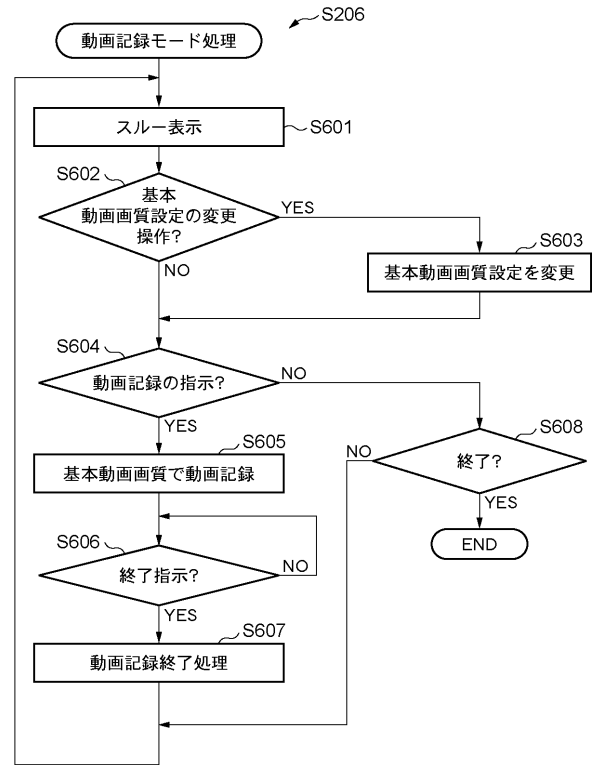 S206
動画記録モード処理
スルー表示
S601
S602
基本
動画画質設定の変更
操作?
YES
NO
S603
基本動画画質設定を変更
S604
動画記録の指示?
NO
YES
S605
基本動画画質で動画記録
S608
終了?
NO
YES
END
S606
終了指示?
NO
YES
S607
動画記録終了処理